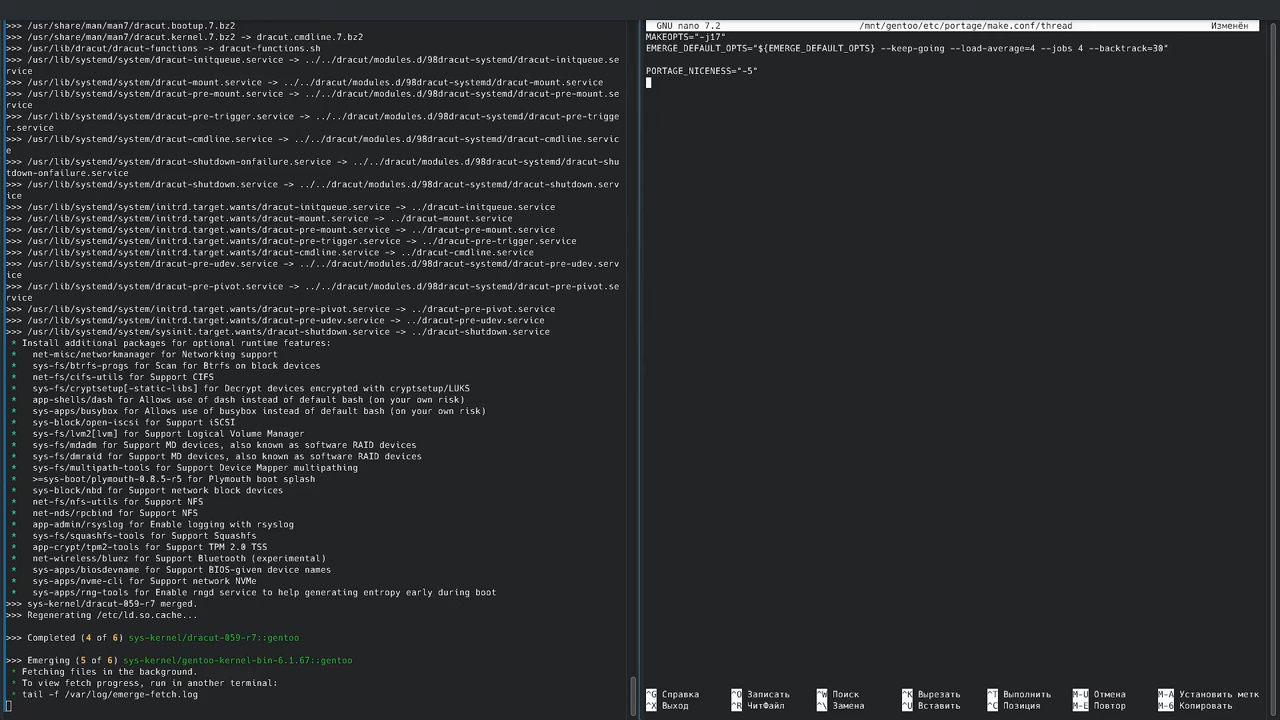 >>> /usr/share/man/man7/dracut.bootup.7.bz2
>>> /usr/share/man/man7/dracut.kernel.7.bz2 -> dracut.cmdline.7.bz2
>>> /usr/lib/dracut/dracut-functions -> dracut-functions.sh
>>> /usr/lib/systemd/system/dracut-initqueue.service -> ../../dracut/modules.d/98dracut-systemd/dracut-initqueue.se
rvice
>>> /usr/lib/systemd/system/dracut-mount.service -> ../../dracut/modules.d/98dracut-systemd/dracut-mount.service
>>> /usr/lib/systemd/system/dracut-pre-mount.service -> ../../dracut/modules.d/98dracut-systemd/dracut-pre-mount.se
rvice
>>> /usr/lib/systemd/system/dracut-pre-trigger.service -> ../../dracut/modules.d/98dracut-systemd/dracut-pre-trigge
r.service
>>> /usr/lib/systemd/system/dracut-cmdline.service -> ../../dracut/modules.d/98dracut-systemd/dracut-cmdline.servic
e
>>> /usr/lib/systemd/system/dracut-shutdown-onfailure.service -> ../../dracut/modules.d/98dracut-systemd/dracut-shu
tdown-onfailure.service
>>> /usr/lib/systemd/system/dracut-shutdown.service -> ../../dracut/modules.d/98dracut-systemd/dracut-shutdown.serv
ice
>>> /usr/lib/systemd/system/initrd.target.wants/dracut-initqueue.service -> ../dracut-initqueue.service
>>> /usr/lib/systemd/system/initrd.target.wants/dracut-mount.service -> ../dracut-mount.service
>>> /usr/lib/systemd/system/initrd.target.wants/dracut-pre-mount.service -> ../dracut-pre-mount.service
>>> /usr/lib/systemd/system/initrd.target.wants/dracut-pre-trigger.service -> ../dracut-pre-trigger.service
>>> /usr/lib/systemd/system/initrd.target.wants/dracut-cmdline.service -> ../dracut-cmdline.service
>>> /usr/lib/systemd/system/dracut-pre-udev.service -> ../../dracut/modules.d/98dracut-systemd/dracut-pre-udev.serv
ice
>>> /usr/lib/systemd/system/dracut-pre-pivot.service -> ../../dracut/modules.d/98dracut-systemd/dracut-pre-pivot.se
rvice
>>> /usr/lib/systemd/system/initrd.target.wants/dracut-pre-pivot.service -> ../dracut-pre-pivot.service
>>> /usr/lib/systemd/system/initrd.target.wants/dracut-pre-udev.service -> ../dracut-pre-udev.service
>>> /usr/lib/systemd/system/sysinit.target.wants/dracut-shutdown.service -> ../dracut-shutdown.service
* Install additional packages for optional runtime features:
*   net-misc/networkmanager for Networking support
*   sys-fs/btrfs-progs for Scan for Btrfs on block devices
*   net-fs/cifs-utils for Support CIFS
*   sys-fs/cryptsetup[-static-libs] for Decrypt devices encrypted with cryptsetup/LUKS
*   app-shells/dash for Allows use of dash instead of default bash (on your own risk)
*   sys-apps/busybox for Allows use of busybox instead of default bash (on your own risk)
*   sys-block/open-iscsi for Support iSCSI
*   sys-fs/lvm2[lvm] for Support Logical Volume Manager
*   sys-fs/mdadm for Support MD devices, also known as software RAID devices
*   sys-fs/dmraid for Support MD devices, also known as software RAID devices
*   sys-fs/multipath-tools for Support Device Mapper multipathing
*   >=sys-boot/plymouth-0.8.5-r5 for Plymouth boot splash
*   sys-block/nbd for Support network block devices
*   net-fs/nfs-utils for Support NFS
*   net-nds/rpcbind for Support NFS
*   app-admin/rsyslog for Enable logging with rsyslog
*   sys-fs/squashfs-tools for Support Squashfs
*   app-crypt/tpm2-tools for Support TPM 2.0 TSS
*   net-wireless/bluez for Support Bluetooth (experimental)
*   sys-apps/biosdevname for Support BIOS-given device names
*   sys-apps/nvme-cli for Support network NVMe
*   sys-apps/rng-tools for Enable rngd service to help generating entropy early during boot
>>> sys-kernel/dracut-059-r7 merged.
>>> Regenerating /etc/ld.so.cache...
>>> Completed (4 of 6) sys-kernel/dracut-059-r7::gentoo
>>> Emerging (5 of 6) sys-kernel/gentoo-kernel-bin-6.1.67::gentoo
* Fetching files in the background.
* To view fetch progress, run in another terminal:
* tail -f /var/log/emerge-fetch.log
GNU nano 7.2 /mnt/gentoo/etc/portage/make.conf/thread Изменён
MAKEOPTS="-j17"
EMERGE_DEFAULT_OPTS="${EMERGE_DEFAULT_OPTS} --keep-going --load-average=4 --jobs 4 --backtrack=30"
PORTAGE_NICENESS="-5"
^G Справка ^O Записать ^W Поиск ^K Вырезать ^T Выполнить M-U Отмена M-A Установить метк
^X Выход ^R ЧитФайл ^\ Замена ^U Вставить ^C Позиция M-E Повтор M-6 Копировать